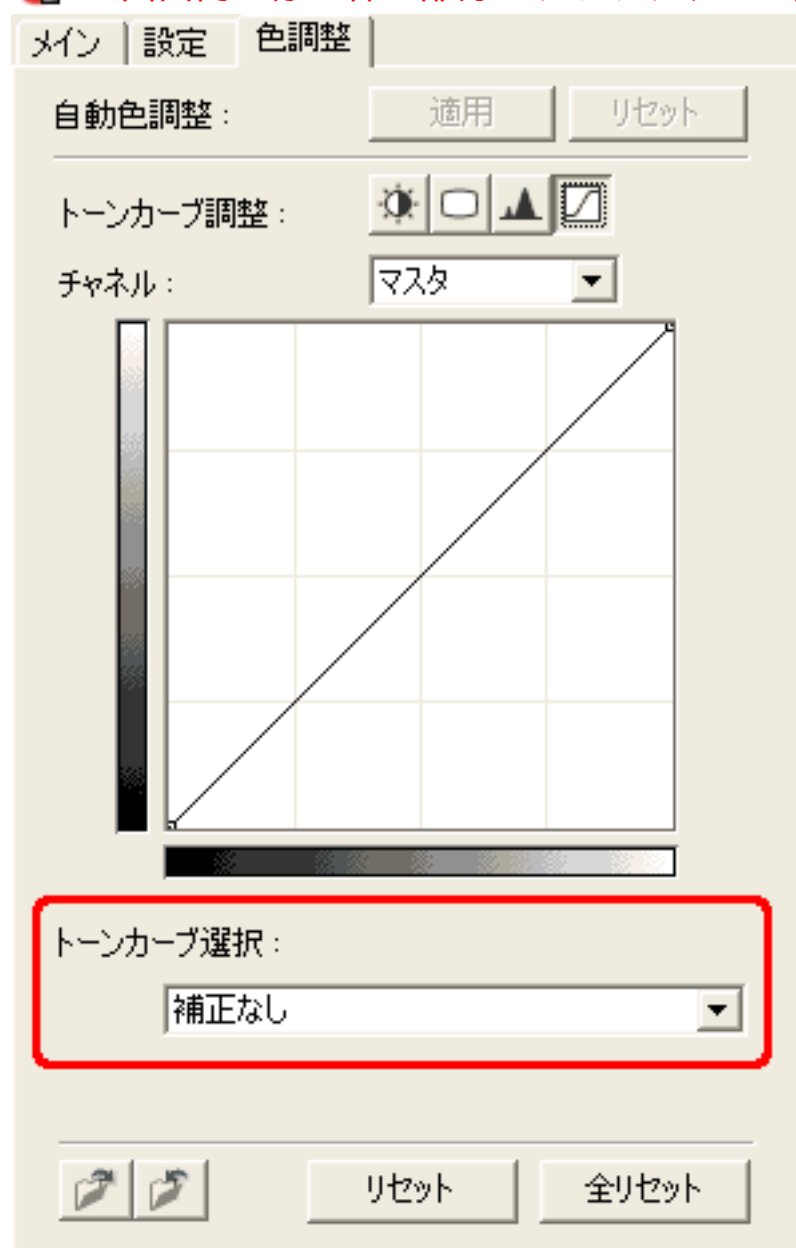 メイン 設定 色調整
自動色調整： 適用 リセット
トーンカーブ調整：
チャネル： マスタ
トーンカーブ選択：
補正なし
リセット 全リセット